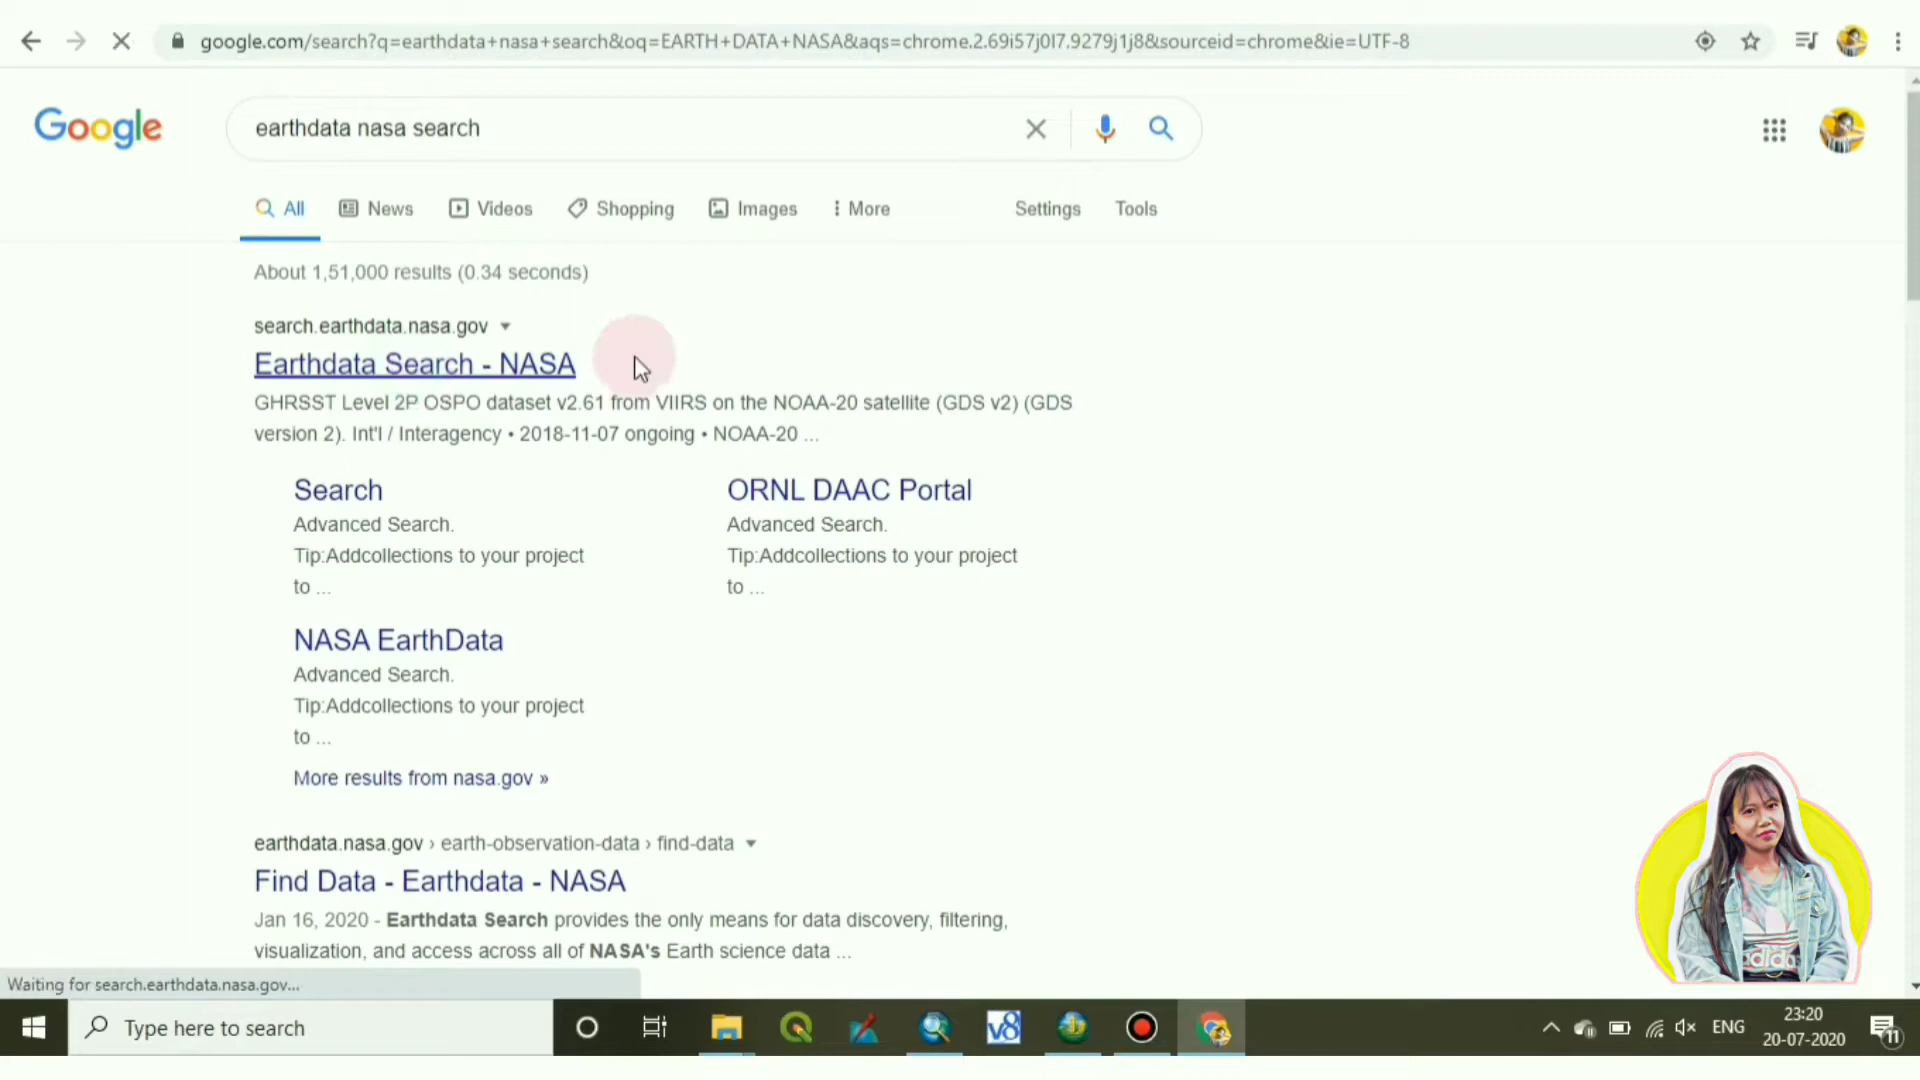 google.com/search?q=earthdata+nasa+search&oq=EARTH+DATA+NASA&aqs=chrome.2.69i57j0l7.9279j1j8&sourceid=chrome&ie=UTF-8
Google
earthdata nasa search
All News Videos Shopping Images More Settings Tools
About 1,51,000 results (0.34 seconds)
search.earthdata.nasa.gov
Earthdata Search - NASA
GHRSST Level 2P OSPO dataset v2.61 from VIIRS on the NOAA-20 satellite (GDS v2) (GDS
version 2). Int'l / Interagency • 2018-11-07 ongoing • NOAA-20 ...
Search
Advanced Search.
Tip:Addcollections to your project
to ...
ORNL DAAC Portal
Advanced Search.
Tip:Addcollections to your project
to ...
NASA EarthData
Advanced Search.
Tip:Addcollections to your project
to ...
More results from nasa.gov »
earthdata.nasa.gov › earth-observation-data › find-data
Find Data - Earthdata - NASA
Jan 16, 2020 - Earthdata Search provides the only means for data discovery, filtering,
visualization, and access across all of NASA's Earth science data ...
Waiting for search.earthdata.nasa.gov...
Type here to search
v8
ENG
23:20
20-07-2020
11
adidas